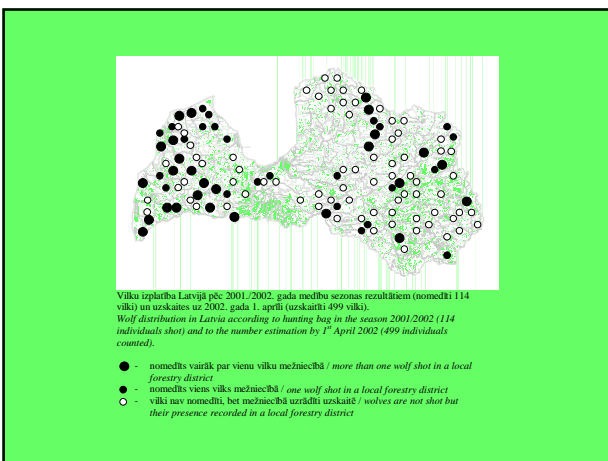 Vilku izplatība Latvijā pēc 2001./2002. gada medību sezonas rezultātiem (nomedīti 114
vilki) un uzskaites uz 2002. gada 1. aprīli (uzskaitīti 499 vilki).
Wolf distribution in Latvia according to hunting bag in the season 2001/2002 (114
individuals shot) and to the number estimation by 1st April 2002 (499 individuals
counted).
- nomedīts vairāk par vienu vilku mežniecībā / more than one wolf shot in a local
forestry district
- nomedīts viens vilks mežniecībā / one wolf shot in a local forestry district
- vilki nav nomedīti, bet mežniecībā uzrādīti uzskaitē / wolves are not shot but
their presence recorded in a local forestry district